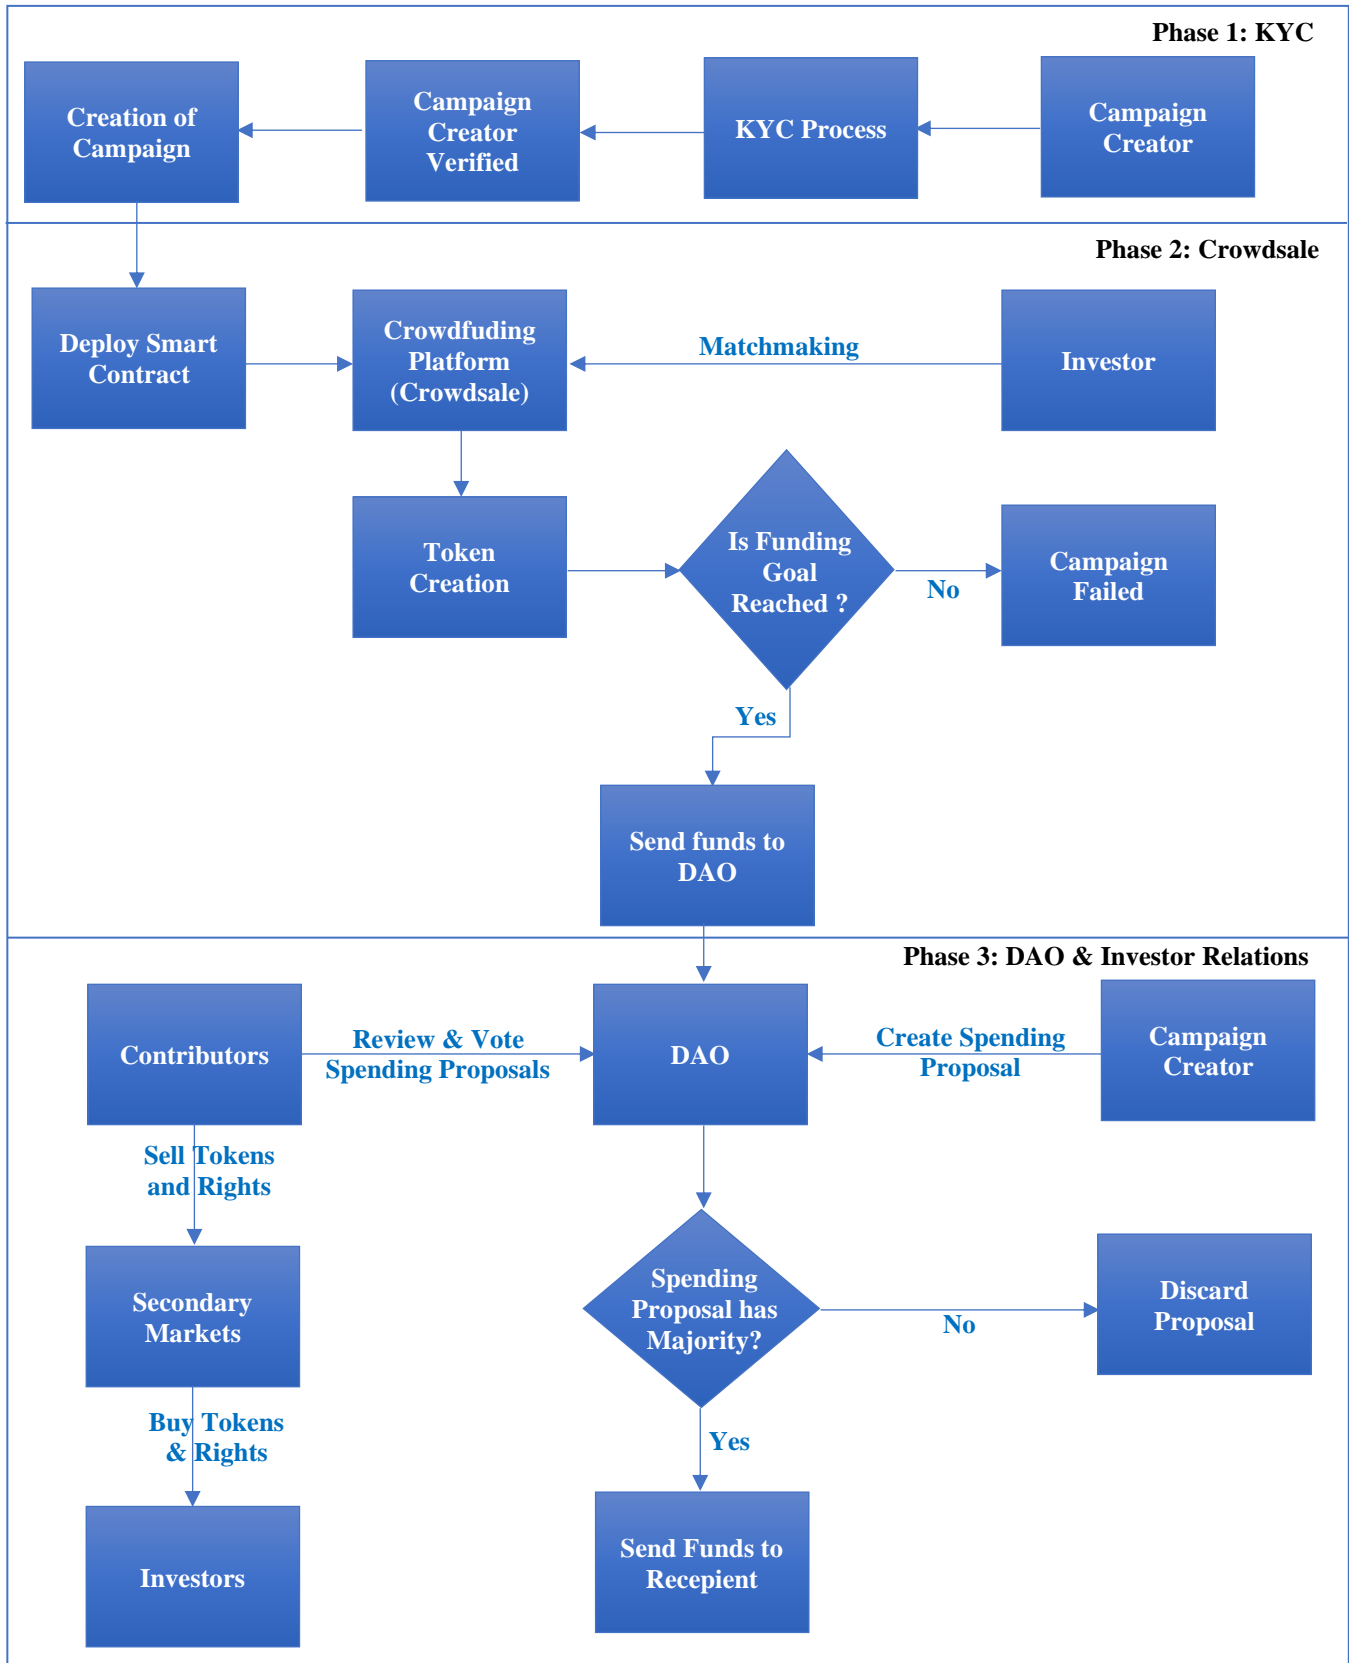 Phase 1: KYC
Creation of
Campaign
Campaign
Creator
Verified
KYC Process
Campaign
Creator
Phase 2: Crowdsale
Deploy Smart
Contract
Crowdfuding
Platform
(Crowdsale)
Matchmaking
Investor
Token
Creation
Is Funding
Goal
Reached ?
No
Campaign
Failed
Yes
Send funds to
DAO
Phase 3: DAO & Investor Relations
Contributors
Review & Vote
Spending Proposals
DAO
Create Spending
Proposal
Campaign
Creator
Sell Tokens
and Rights
Secondary
Markets
Spending
Proposal has
Majority?
No
Discard
Proposal
Buy Tokens
& Rights
Yes
Investors
Send Funds to
Recepient